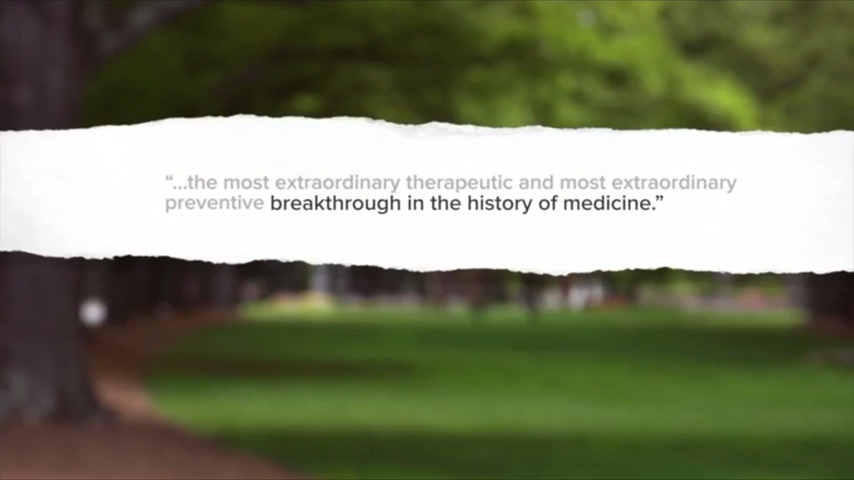 “...the most extraordinary therapeutic and most extraordinary
preventive breakthrough in the history of medicine.”